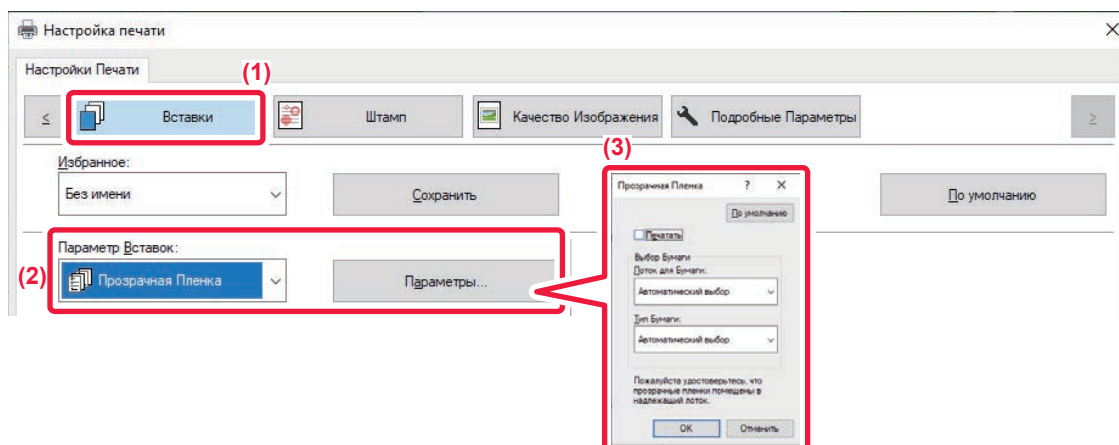 Настройка печати
Настройки Печати
(1)
<
Вставки
Штамп
Качество Изображения
Подробные Параметры
>
(3)
Избранное:
Без имени
Сохранить
По умолчанию
Параметр Вставок:
(2)
Прозрачная Пленка
Параметры...
Прозрачная Пленка ? X
По умолчанию
Печатать
Выбор Бумаги
Лоток для Бумаги:
Автоматический выбор
Тип Бумаги:
Автоматический выбор
Пожалуйста удостоверьтесь, что
прозрачные пленки помещены в
надлежащий лоток.
OK
Отменить